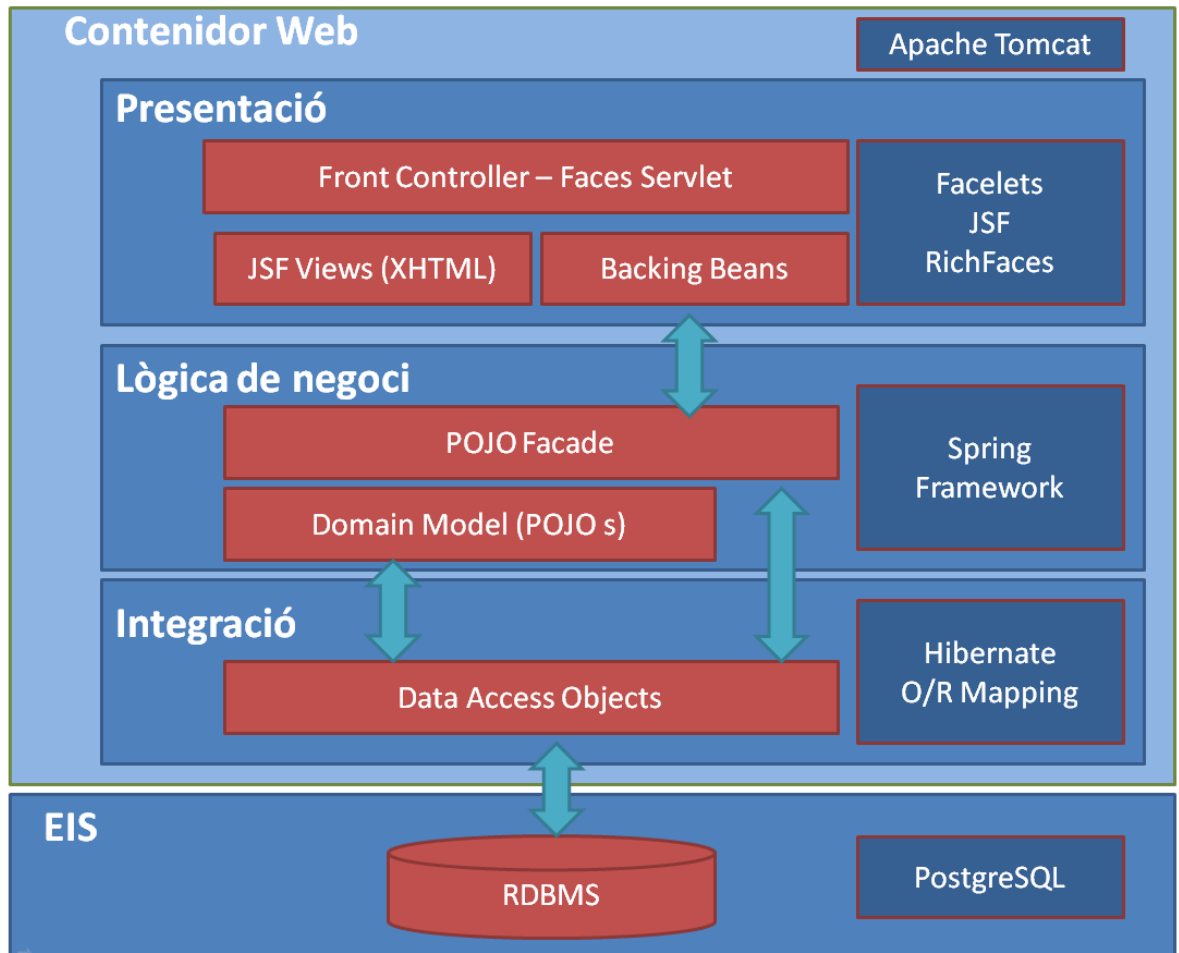 Contenidor Web
Apache Tomcat
Presentació
Front Controller – Faces Servlet
JSF Views (XHTML)
Backing Beans
Facelets
JSF
RichFaces
Lògica de negoci
POJO Facade
Domain Model (POJO s)
Spring
Framework
Integració
Data Access Objects
Hibernate
O/R Mapping
EIS
RDBMS
PostgreSQL